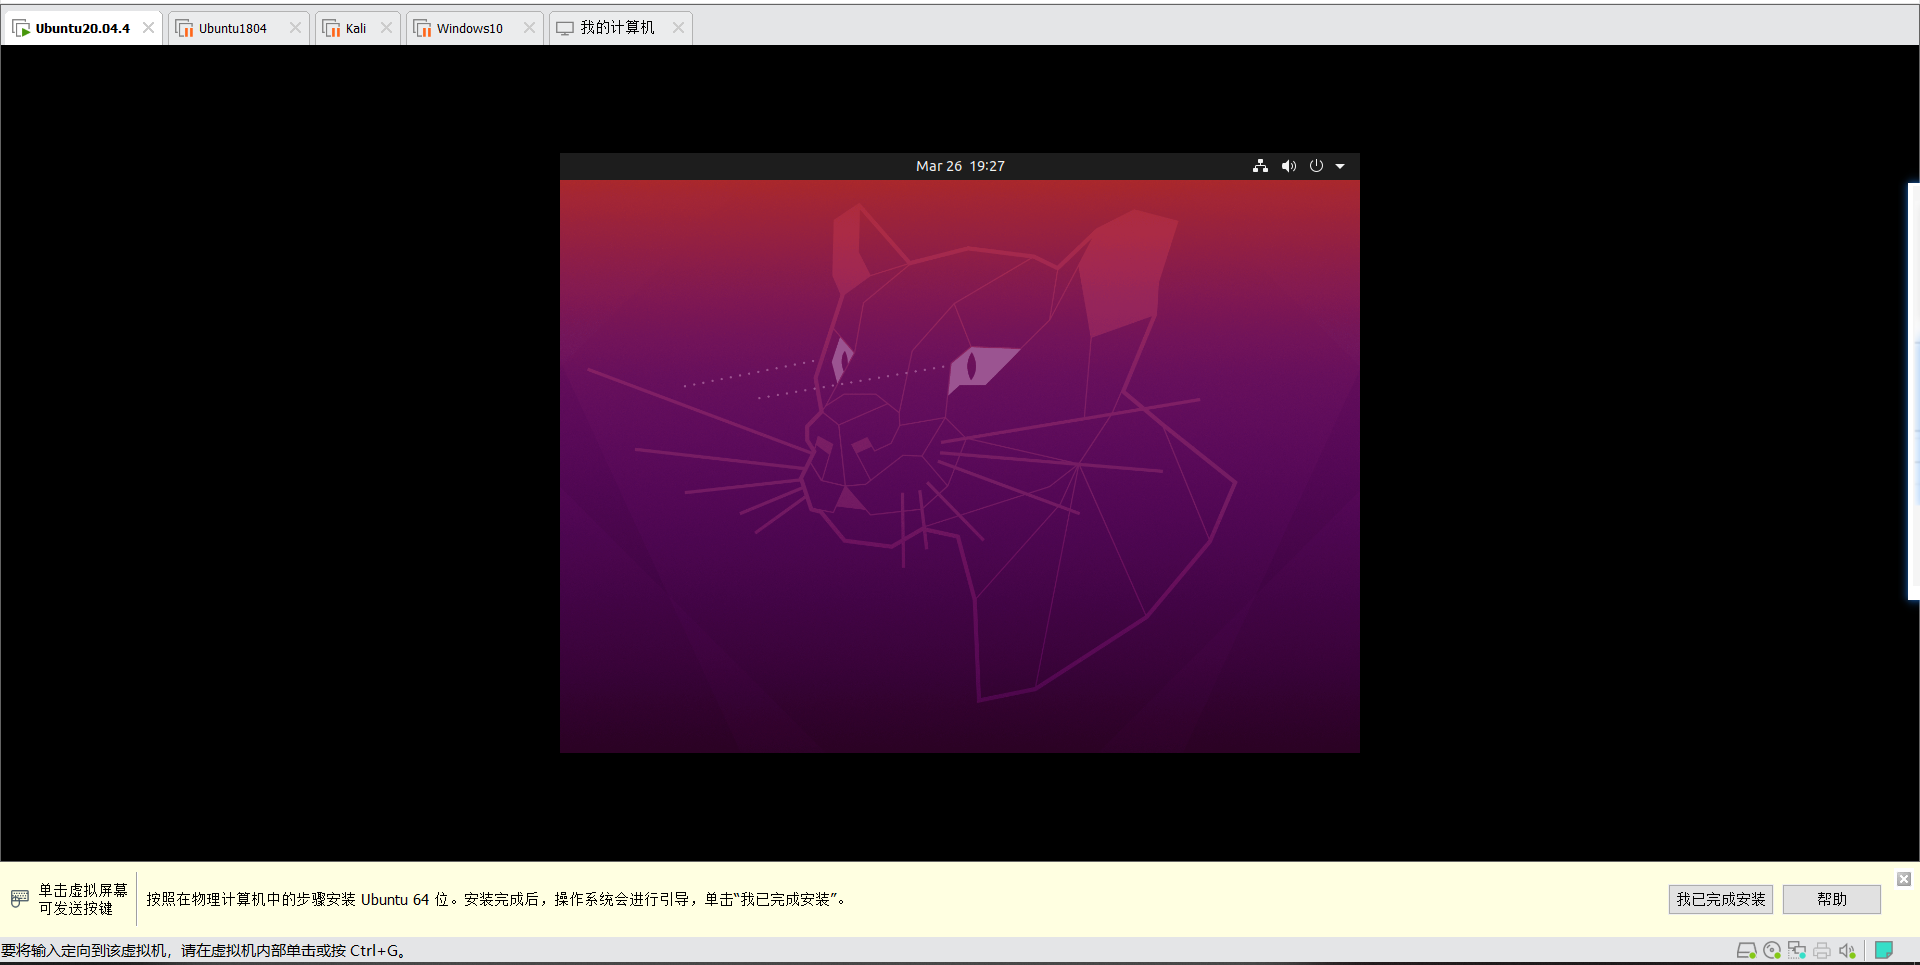 Ubuntu20.04.4
Ubuntu1804
Kali
Windows10
我的计算机
Mar 26 19:27
单击虚拟屏幕
可发送按键
按照在物理计算机中的步骤安装 Ubuntu 64 位。安装完成后，操作系统会进行引导，单击“我已完成安装”。
我已完成安装
帮助
要将输入定向到该虚拟机，请在虚拟机内部单击或按 Ctrl+G。